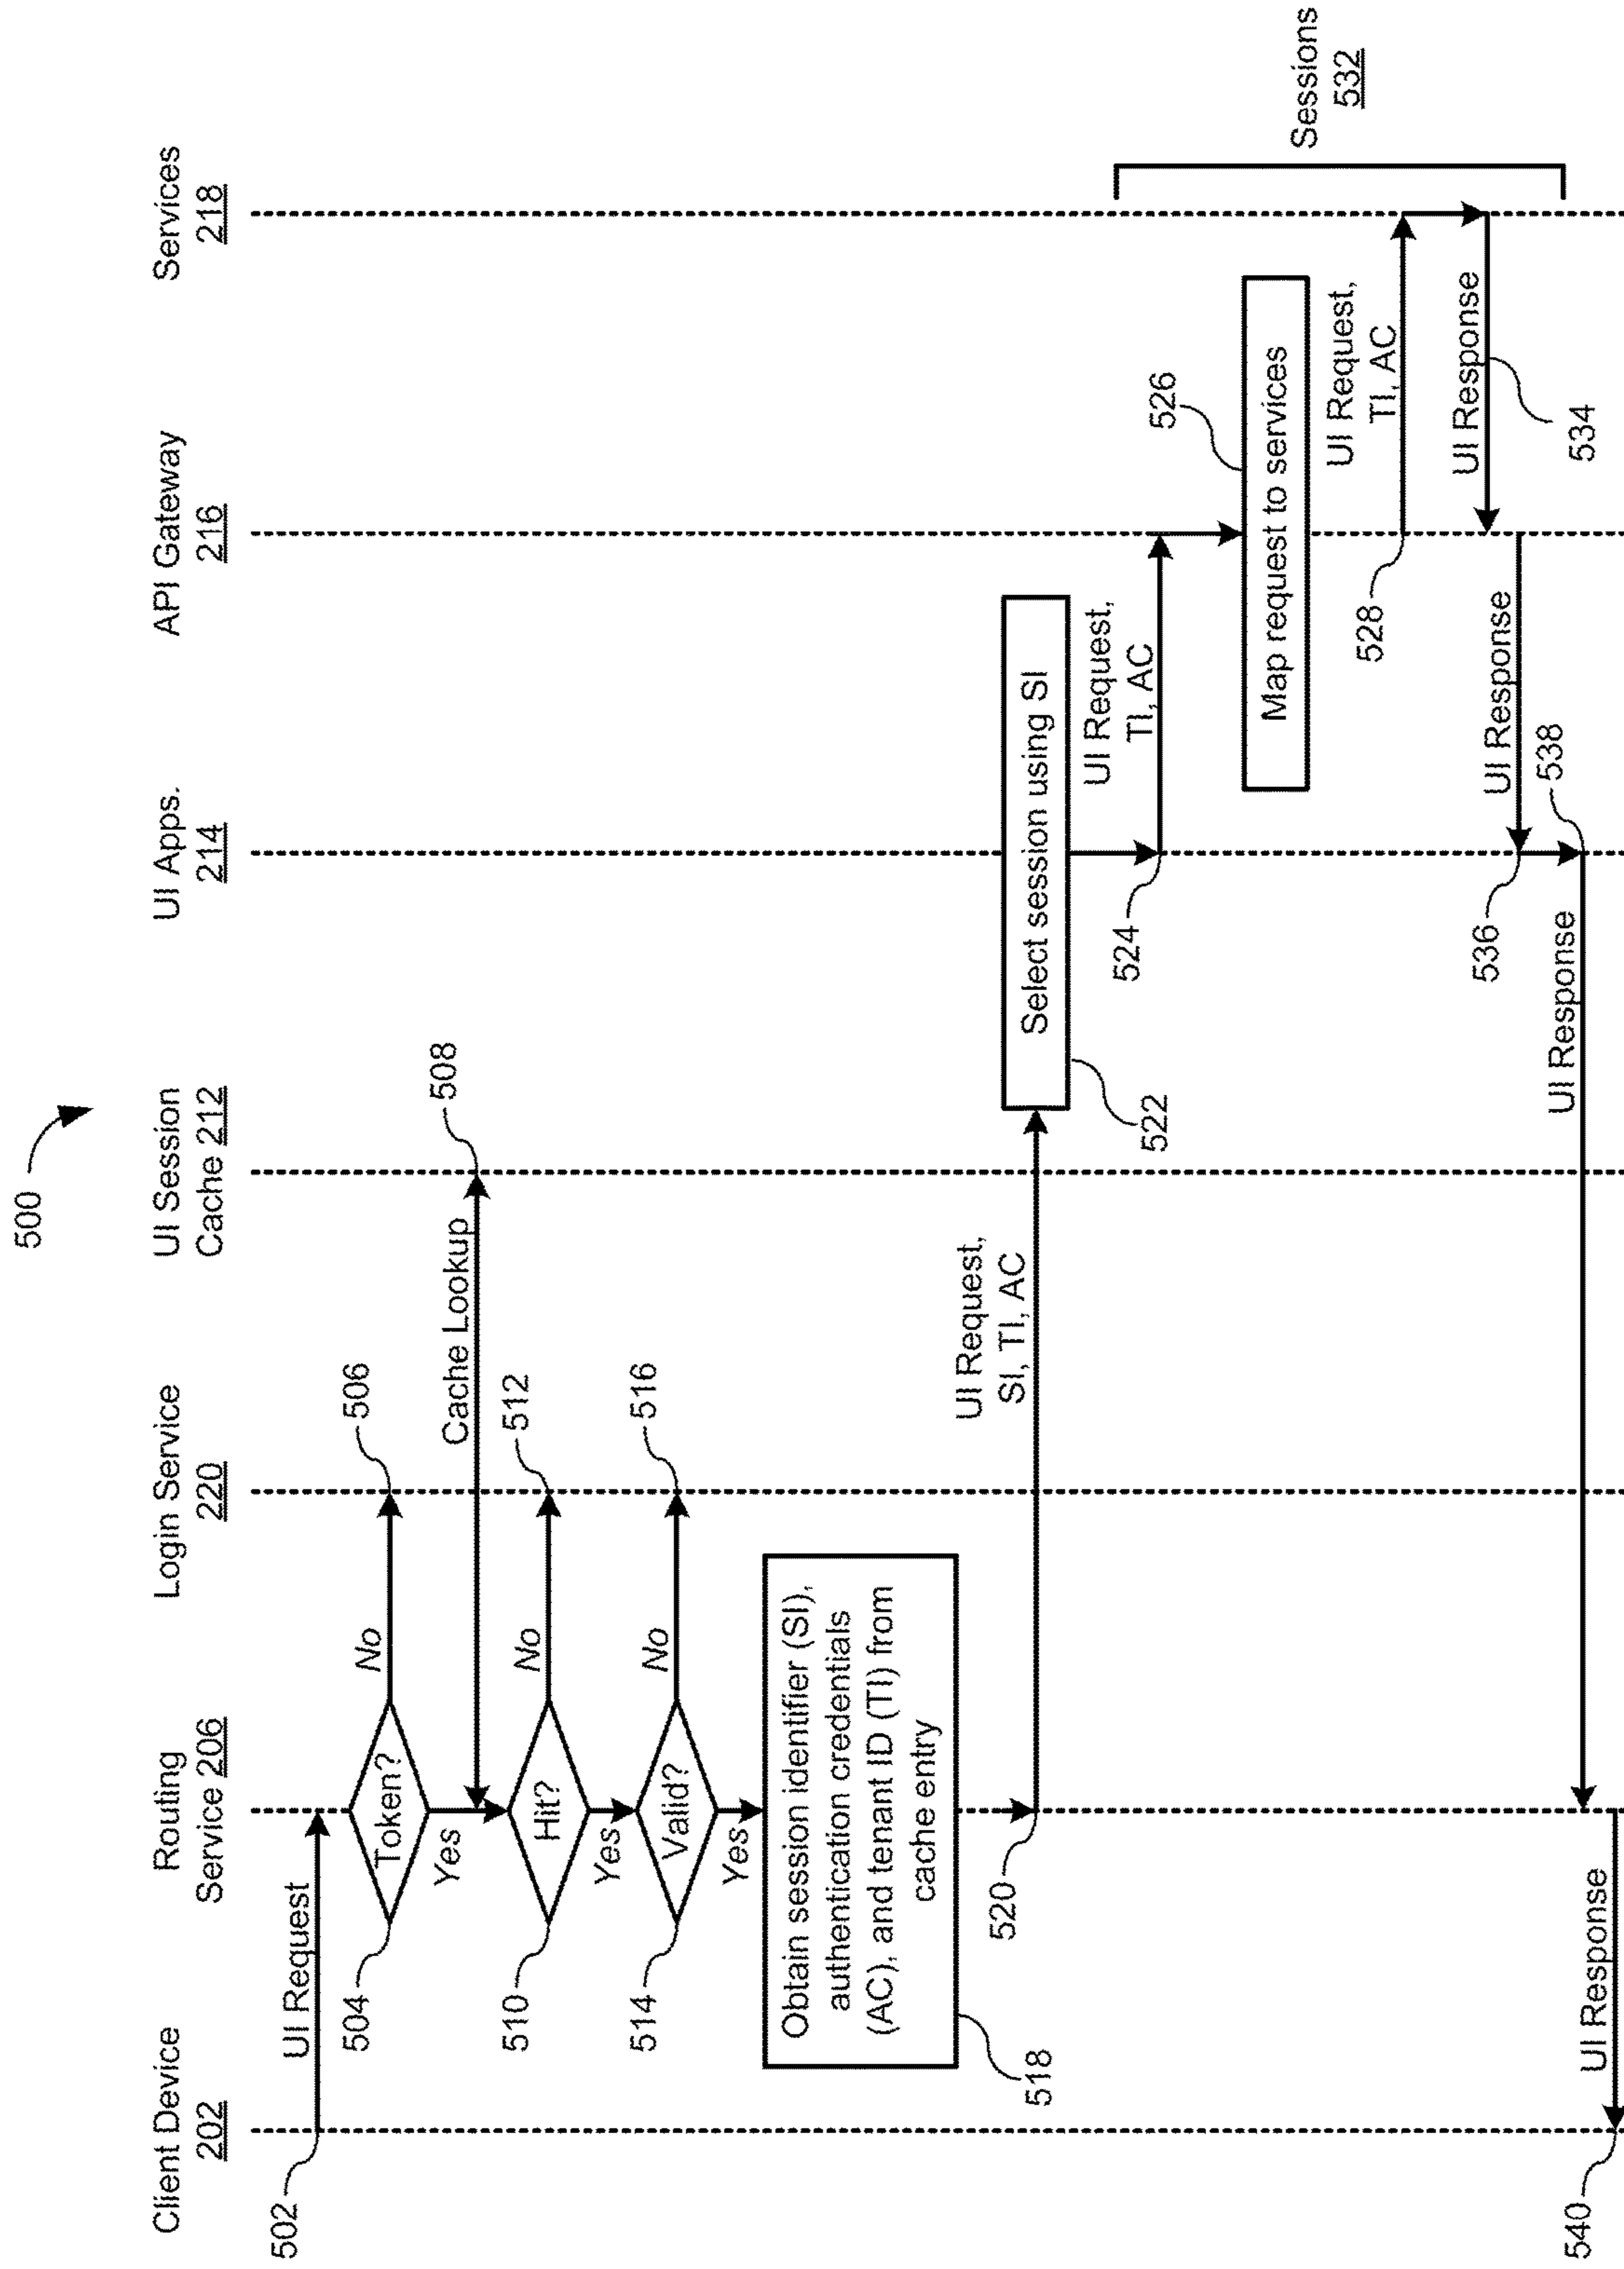 500
Client Device
202
Routing
Service 206
Login Service
220
UI Session
Cache 212
UI Apps.
214
API Gateway
216
Services
218
502
UI Request
504
Token?
No
506
Yes
Cache Lookup
508
510
Hit?
No
512
Yes
514
Valid?
No
516
Yes
Obtain session identifier (SI),
authentication credentials
(AC), and tenant ID (TI) from
cache entry
518
520
UI Request,
SI, TI, AC
Select session using SI
522
524
UI Request,
TI, AC
526
Map request to services
528
UI Request,
TI, AC
Sessions
532
UI Response
534
UI Response
536
538
UI Response
UI Response
540